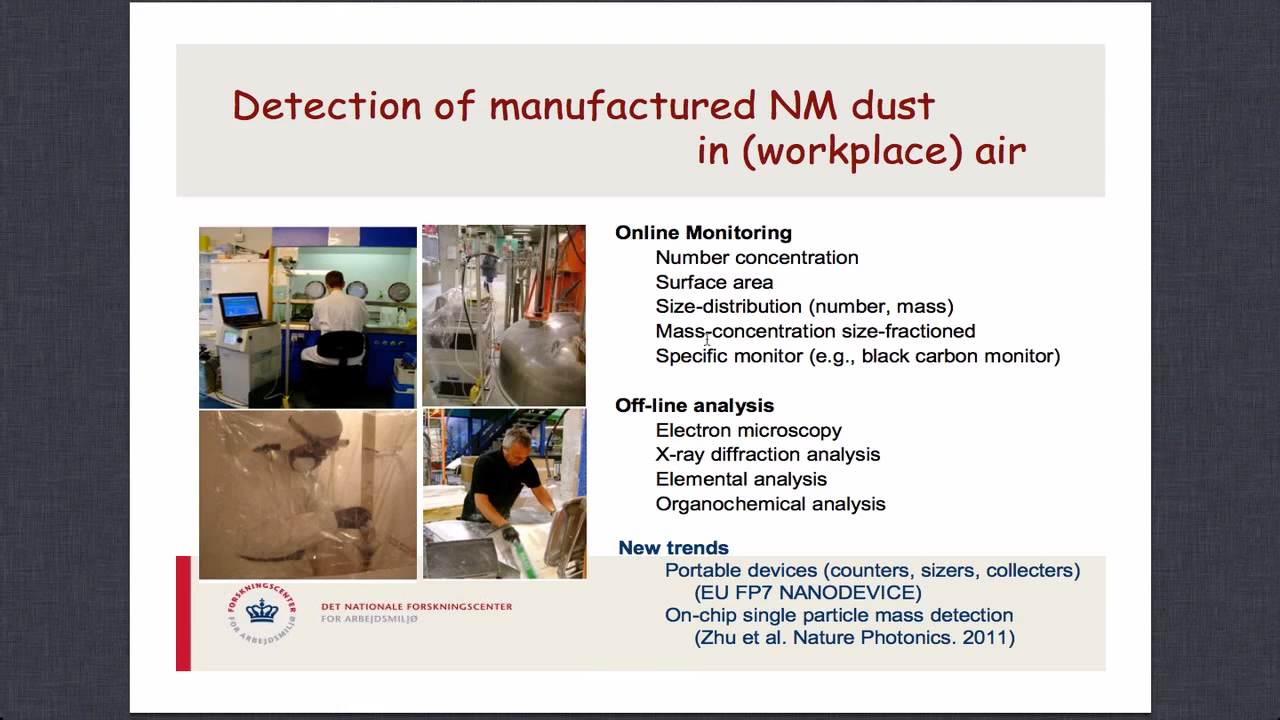 Detection of manufactured NM dust
in (workplace) air
Online Monitoring
Number concentration
Surface area
Size-distribution (number, mass)
Mass-concentration size-fractioned
Specific monitor (e.g., black carbon monitor)
Off-line analysis
Electron microscopy
X-ray diffraction analysis
Elemental analysis
Organochemical analysis
New trends
Portable devices (counters, sizers, collecters)
(EU FP7 NANODEVICE)
On-chip single particle mass detection
(Zhu et al. Nature Photonics. 2011)
FORSKNINGSCENTER
FOR ARBEJDSMILJØ
DET NATIONALE FORSKNINGSCENTER
FOR ARBEJDSMILJØ